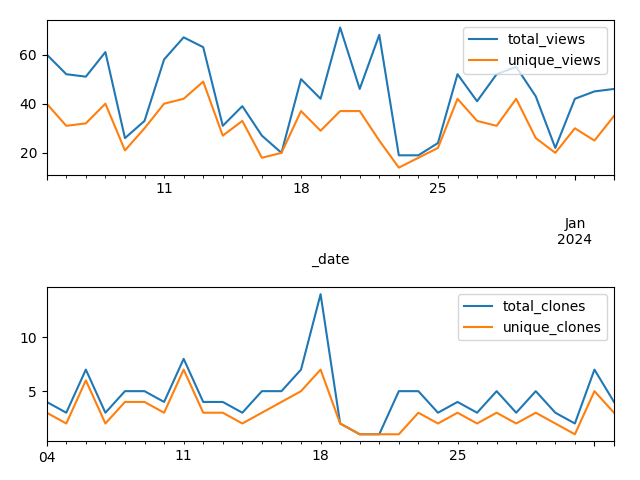 total_views
unique_views
60
40
20
11 18 25
Jan
2024
_date
total_clones
unique_clones
10
5
04 11 18 25